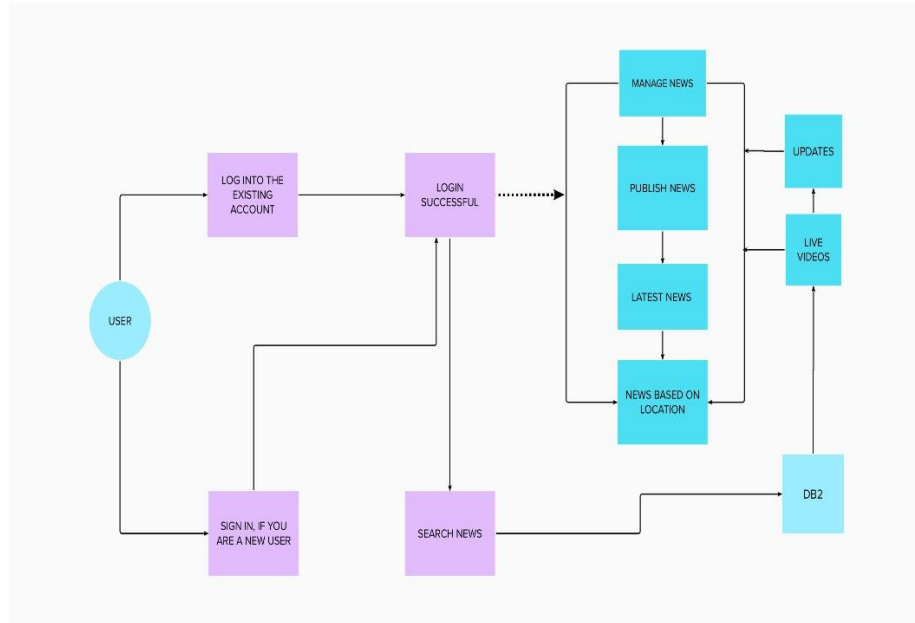 MANAGE NEWS
UPDATES
LOG INTO THE
EXISTING
ACCOUNT
LOGIN
SUCCESSFUL
PUBLISH NEWS
LIVE
VIDEOS
LATEST NEWS
USER
NEWS BASED ON
LOCATION
DB2
SIGN IN, IF YOU
ARE A NEW USER
SEARCH NEWS